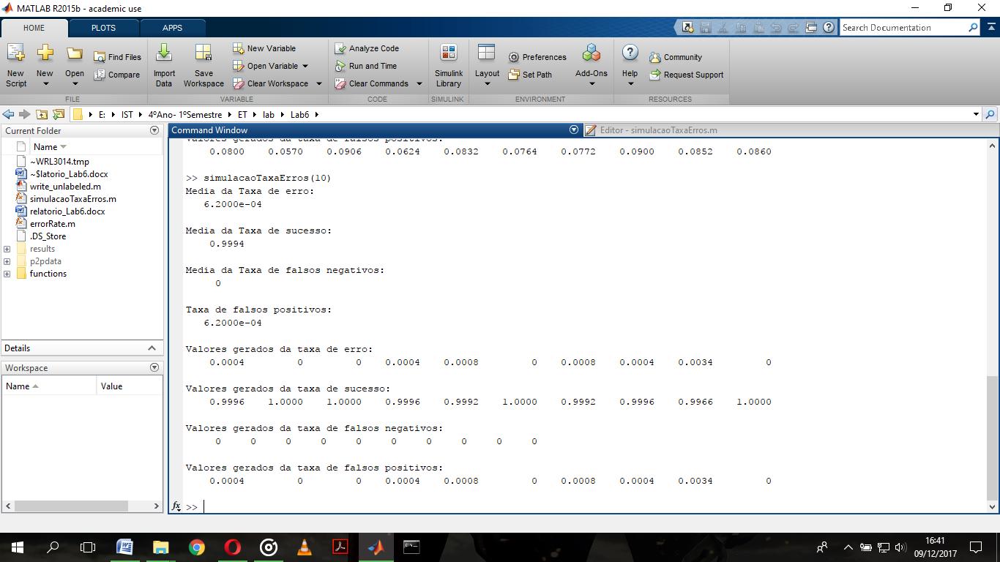 MATLAB R2015b - academic use
HOME PLOTS APPS
Search Documentation
New Script
New
Open
Find Files
Compare
Import Data
Save Workspace
New Variable
Open Variable
Clear Workspace
Analyze Code
Run and Time
Clear Commands
Simulink Library
Layout
Preferences
Set Path
Add-Ons
Help
Community
Request Support
FILE VARIABLE CODE SIMULINK ENVIRONMENT RESOURCES
E: IST 4ºAno- 1ºSemestre ET lab Lab6
Current Folder
Name
~WRL3014.tmp
~$latorio_Lab6.docx
write_unlabeled.m
simulacaoTaxaErros.m
relatorio_Lab6.docx
errorRate.m
.DS_Store
results
p2pdata
functions
Details
Workspace
Name Value
Command Window
Editor - simulacaoTaxaErros.m
Valores gerados da taxa de falsos positivos:
0.0800 0.0570 0.0906 0.0624 0.0832 0.0764 0.0772 0.0900 0.0852 0.0860
>> simulacaoTaxaErros(10)
Media da Taxa de erro:
6.2000e-04
Media da Taxa de sucesso:
0.9994
Media da Taxa de falsos negativos:
0
Taxa de falsos positivos:
6.2000e-04
Valores gerados da taxa de erro:
0.0004 0 0 0.0004 0.0008 0 0.0008 0.0004 0.0034 0
Valores gerados da taxa de sucesso:
0.9996 1.0000 1.0000 0.9996 0.9992 1.0000 0.9992 0.9996 0.9966 1.0000
Valores gerados da taxa de falsos negativos:
0 0 0 0 0 0 0 0 0 0
Valores gerados da taxa de falsos positivos:
0.0004 0 0 0.0004 0.0008 0 0.0008 0.0004 0.0034 0
fx >>
16:41
09/12/2017